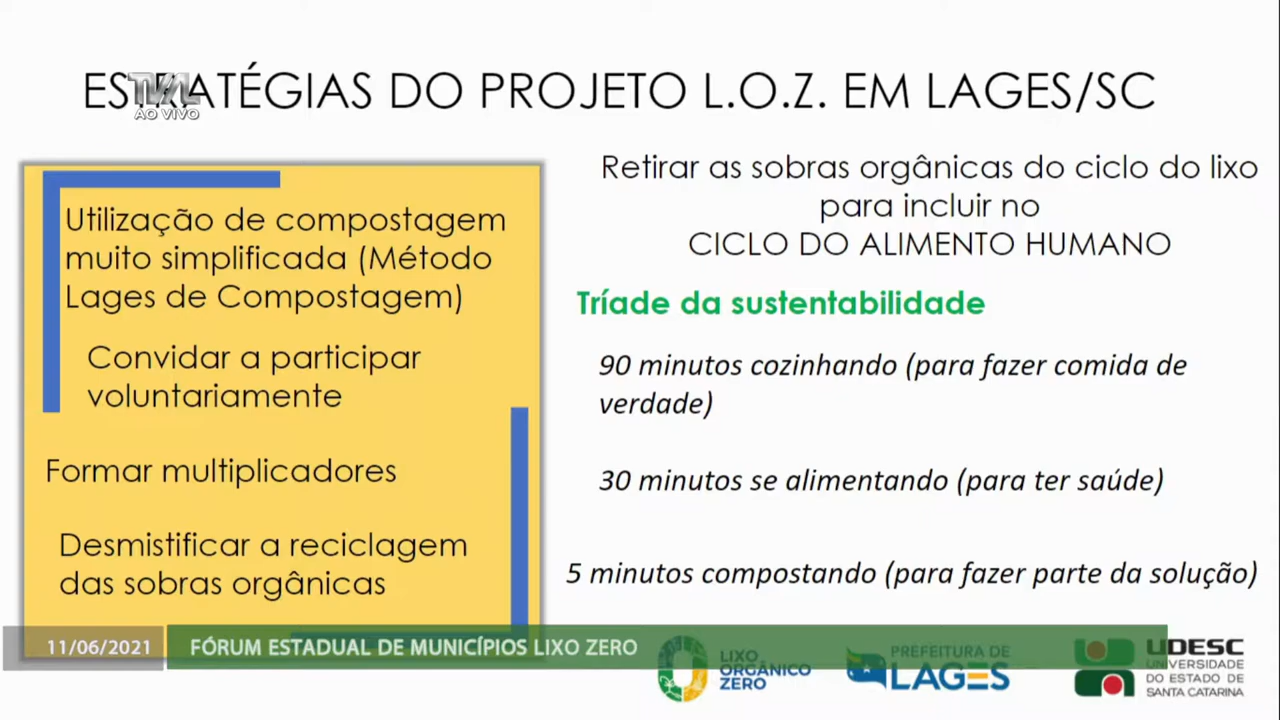 ESTRATÉGIAS DO PROJETO L.O.Z. EM LAGES/SC
TVAL
AO VIVO
Utilização de compostagem
muito simplificada (Método
Lages de Compostagem)
Convidar a participar
voluntariamente
Formar multiplicadores
Desmistificar a reciclagem
das sobras orgânicas
Retirar as sobras orgânicas do ciclo do lixo
para incluir no
CICLO DO ALIMENTO HUMANO
Tríade da sustentabilidade
90 minutos cozinhando (para fazer comida de
verdade)
30 minutos se alimentando (para ter saúde)
5 minutos compostando (para fazer parte da solução)
11/06/2021
FÓRUM ESTADUAL DE MUNICÍPIOS LIXO ZERO
LIXO
ORGÂNICO
ZERO
PREFEITURA DE
LAGES
UDESC
UNIVERSIDADE
DO ESTADO DE
SANTA CATARINA